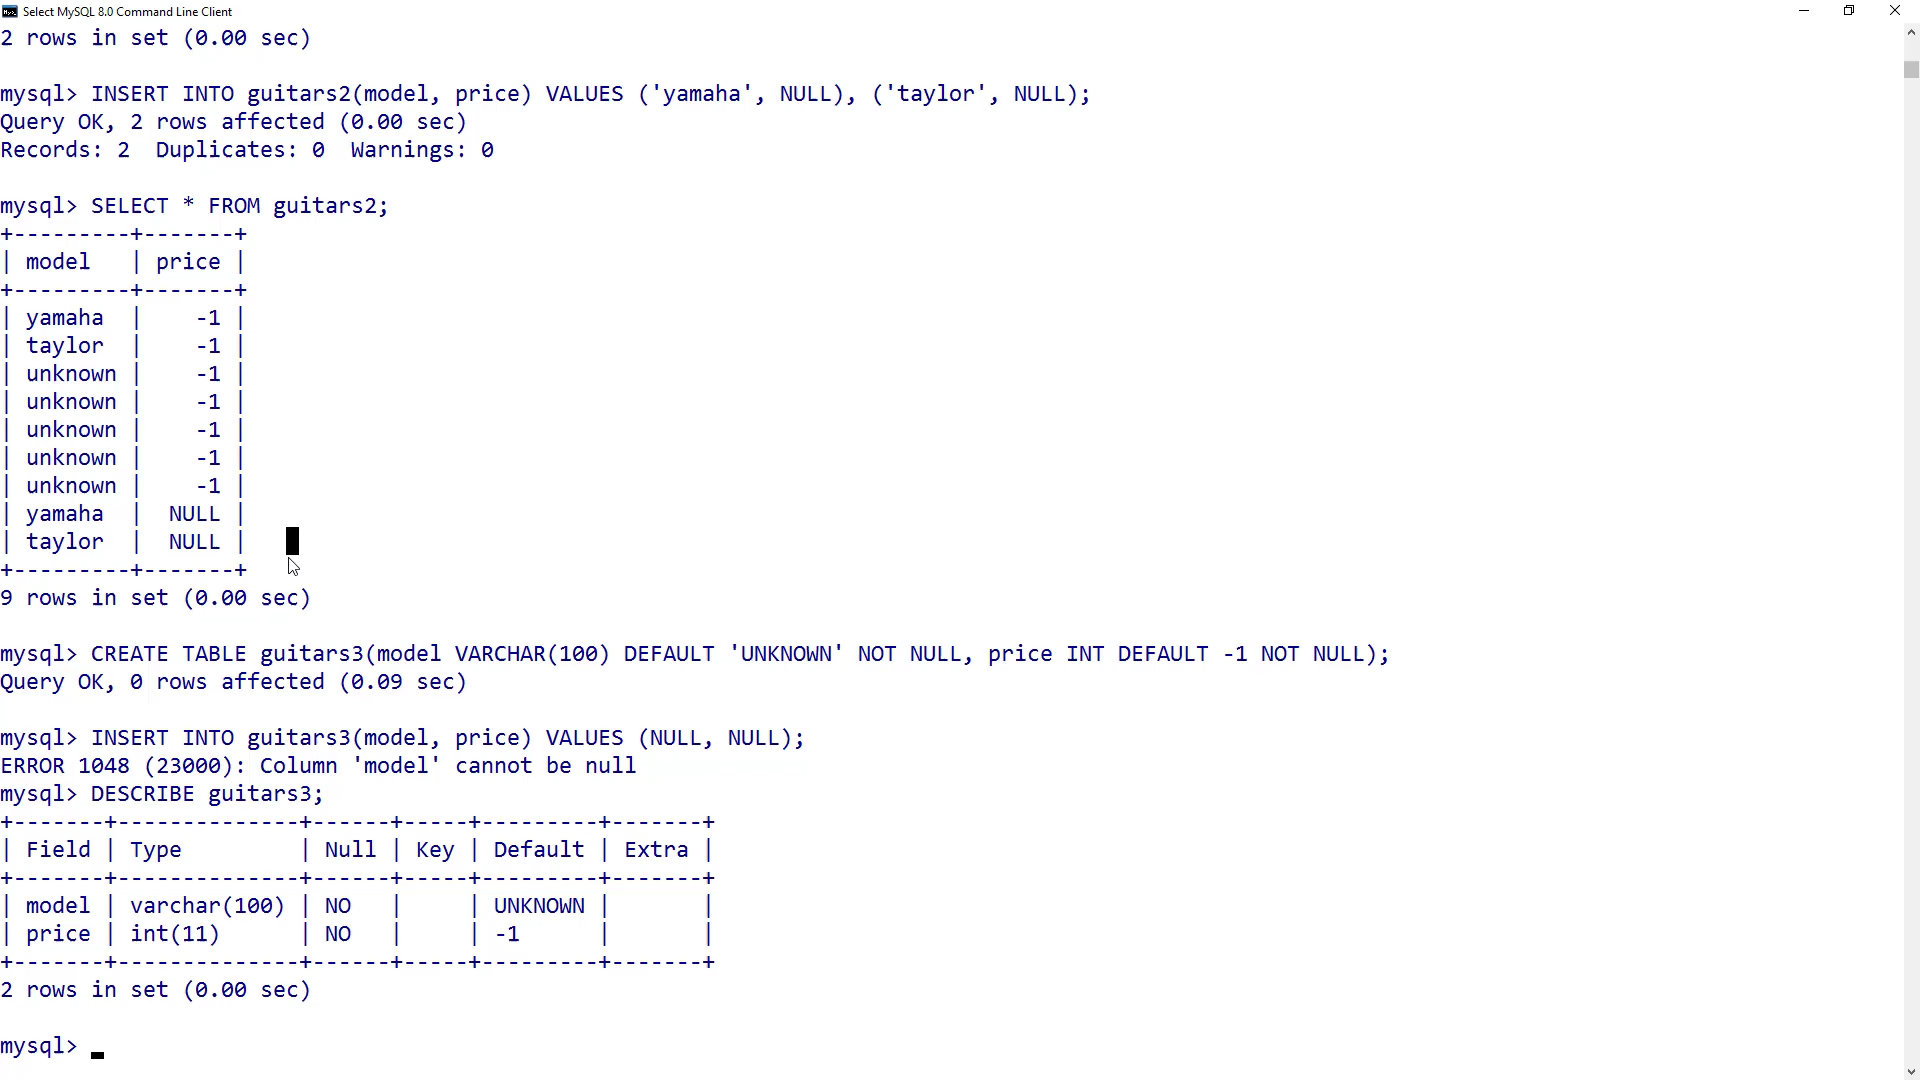 Select MySQL 8.0 Command Line Client
2 rows in set (0.00 sec)
mysql> INSERT INTO guitars2(model, price) VALUES ('yamaha', NULL), ('taylor', NULL);
Query OK, 2 rows affected (0.00 sec)
Records: 2  Duplicates: 0  Warnings: 0
mysql> SELECT * FROM guitars2;
+---------+-------+
| model   | price |
+---------+-------+
| yamaha  |    -1 |
| taylor  |    -1 |
| unknown |    -1 |
| unknown |    -1 |
| unknown |    -1 |
| unknown |    -1 |
| unknown |    -1 |
| yamaha  |  NULL |
| taylor  |  NULL |
+---------+-------+
9 rows in set (0.00 sec)
mysql> CREATE TABLE guitars3(model VARCHAR(100) DEFAULT 'UNKNOWN' NOT NULL, price INT DEFAULT -1 NOT NULL);
Query OK, 0 rows affected (0.09 sec)
mysql> INSERT INTO guitars3(model, price) VALUES (NULL, NULL);
ERROR 1048 (23000): Column 'model' cannot be null
mysql> DESCRIBE guitars3;
+-------+--------------+------+-----+---------+-------+
| Field | Type         | Null | Key | Default | Extra |
+-------+--------------+------+-----+---------+-------+
| model | varchar(100) | NO   |     | UNKNOWN |       |
| price | int(11)      | NO   |     | -1      |       |
+-------+--------------+------+-----+---------+-------+
2 rows in set (0.00 sec)
mysql>